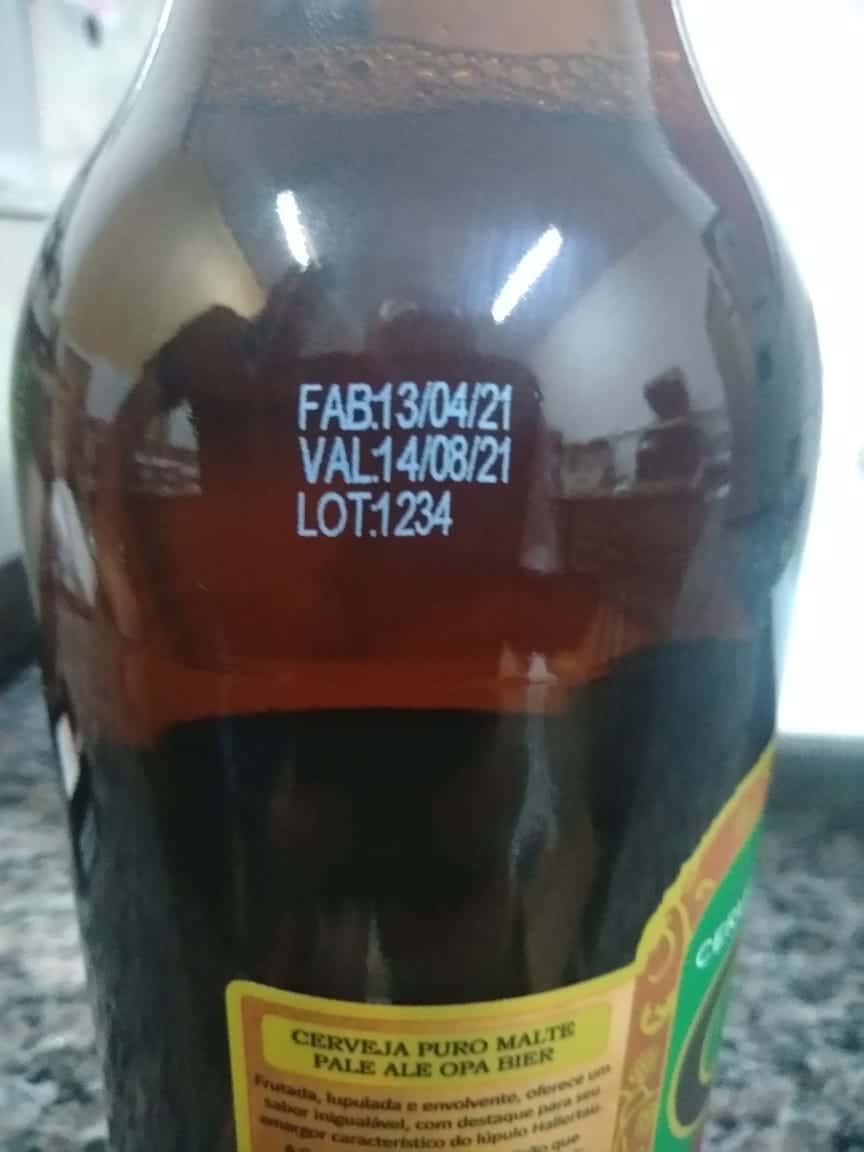 FAB:13/04/21
VAL:14/08/21
LOT:1234
CERVEJA PURO MALTE
PALE ALE OPA BIER
Frutada, lupulada e envolvente, oferece um
sabor inigualável, com destaque para seu
amargor característico do lúpulo Hallertau.
que